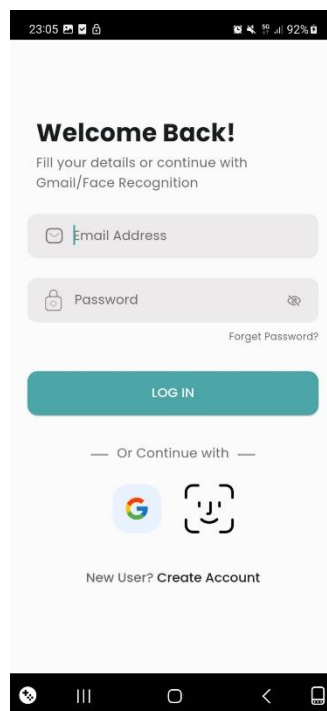 23:05 5G 92%
Welcome Back!
Fill your details or continue with
Gmail/Face Recognition
Email Address
Password
Forget Password?
LOG IN
Or Continue with
G
New User? Create Account